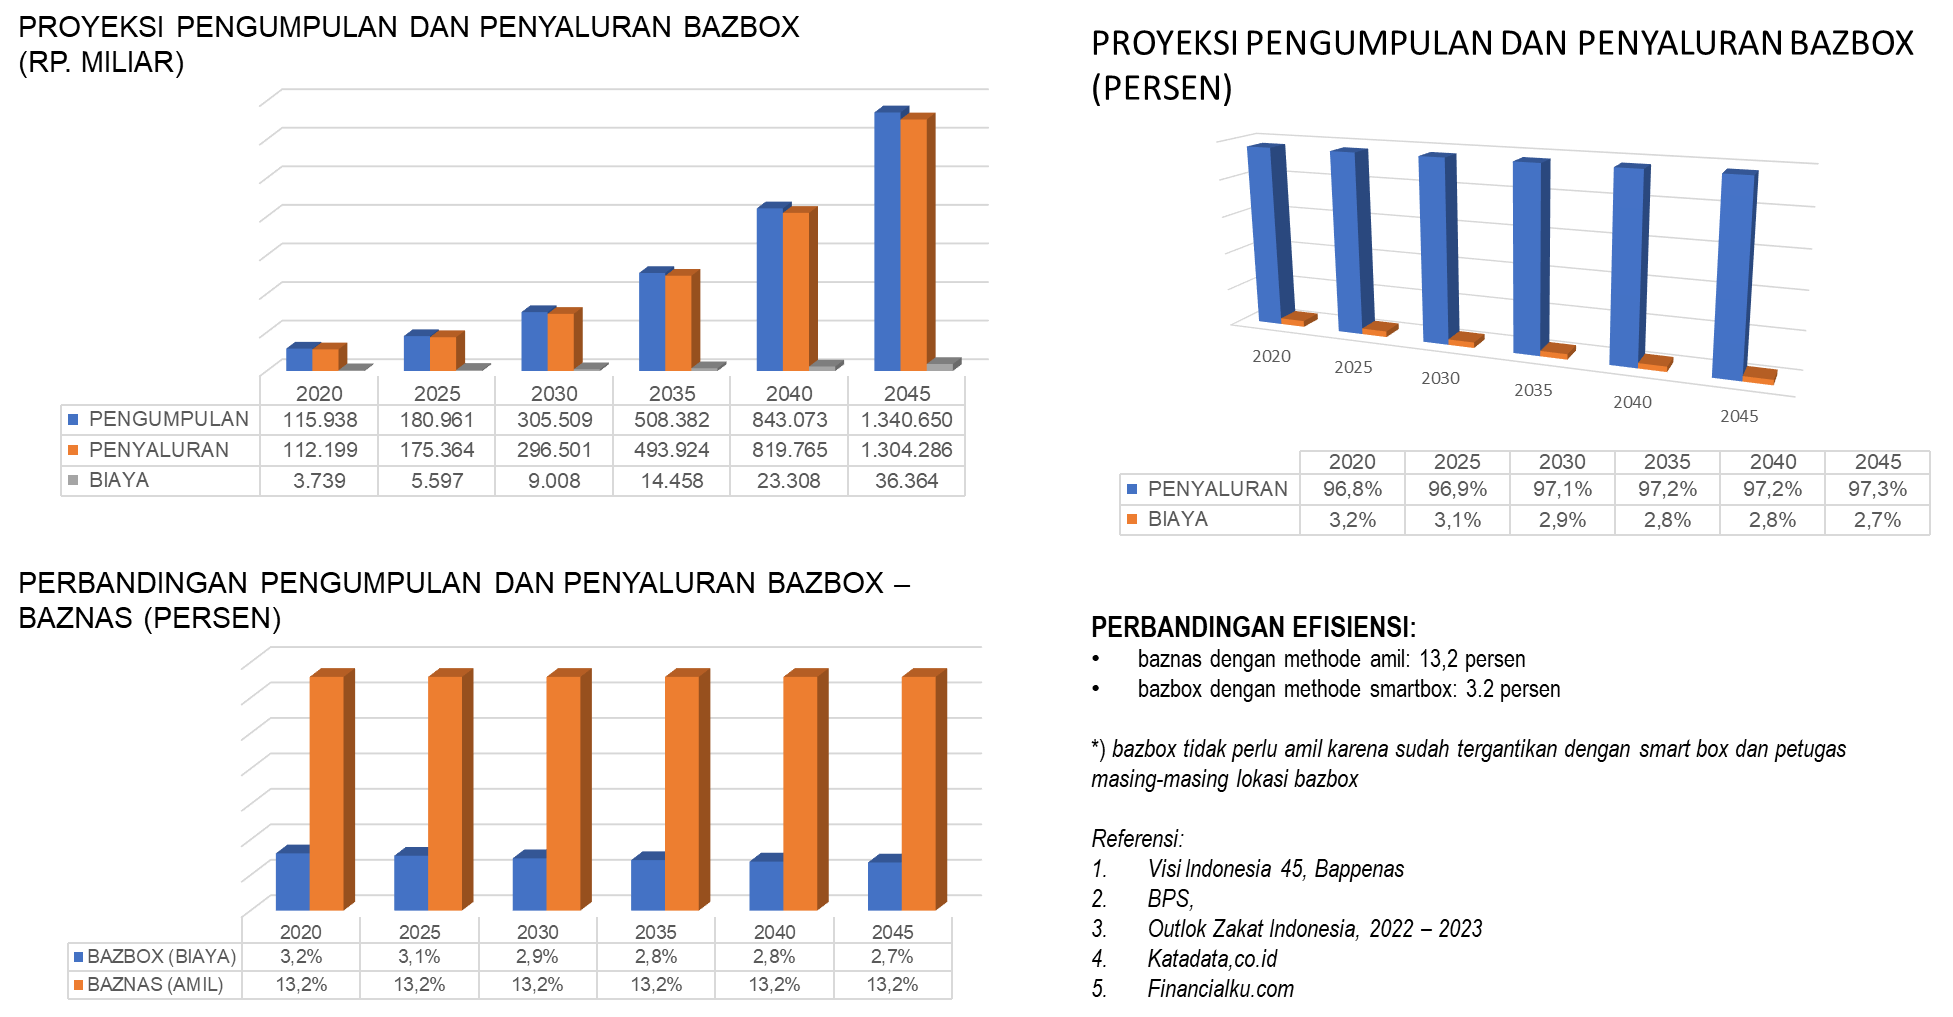 PROYEKSI PENGUMPULAN DAN PENYALURAN BAZBOX
(RP. MILIAR)
2020 2025 2030 2035 2040 2045
PENGUMPULAN 115.938 180.961 305.509 508.382 843.073 1.340.650
PENYALURAN 112.199 175.364 296.501 493.924 819.765 1.304.286
BIAYA 3.739 5.597 9.008 14.458 23.308 36.364
PROYEKSI PENGUMPULAN DAN PENYALURAN BAZBOX
(PERSEN)
2020 2025 2030 2035 2040 2045
2020 2025 2030 2035 2040 2045
PENYALURAN 96,8% 96,9% 97,1% 97,2% 97,2% 97,3%
BIAYA 3,2% 3,1% 2,9% 2,8% 2,8% 2,7%
PERBANDINGAN PENGUMPULAN DAN PENYALURAN BAZBOX –
BAZNAS (PERSEN)
2020 2025 2030 2035 2040 2045
BAZBOX (BIAYA) 3,2% 3,1% 2,9% 2,8% 2,8% 2,7%
BAZNAS (AMIL) 13,2% 13,2% 13,2% 13,2% 13,2% 13,2%
PERBANDINGAN EFISIENSI:
• baznas dengan methode amil: 13,2 persen
• bazbox dengan methode smartbox: 3.2 persen
*) bazbox tidak perlu amil karena sudah tergantikan dengan smart box dan petugas
masing-masing lokasi bazbox
Referensi:
1. Visi Indonesia 45, Bappenas
2. BPS,
3. Outlok Zakat Indonesia, 2022 – 2023
4. Katadata,co.id
5. Financialku.com